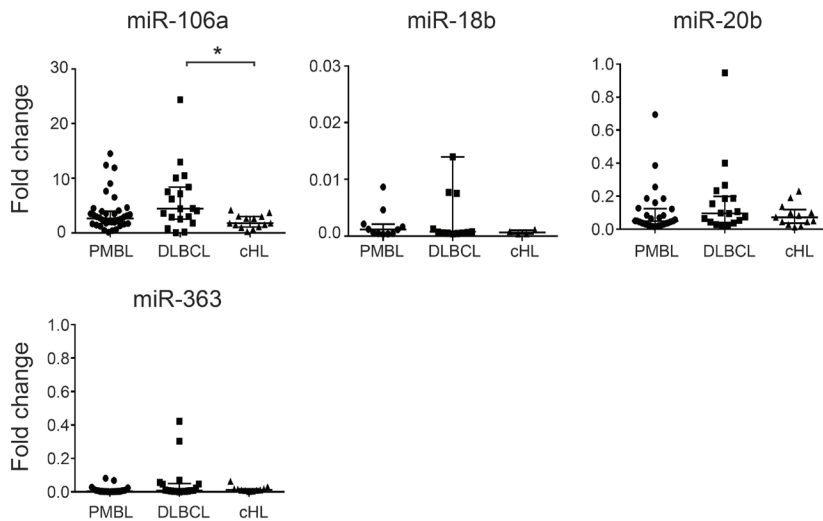 miR-106a
miR-18b
miR-20b
Fold change
30
20
10
0
*
PMBL DLBCL cHL
0.03
0.02
0.01
0.00
PMBL DLBCL cHL
1.0
0.8
0.6
0.4
0.2
0.0
PMBL DLBCL cHL
miR-363
Fold change
1.0
0.8
0.6
0.4
0.2
0.0
PMBL DLBCL cHL